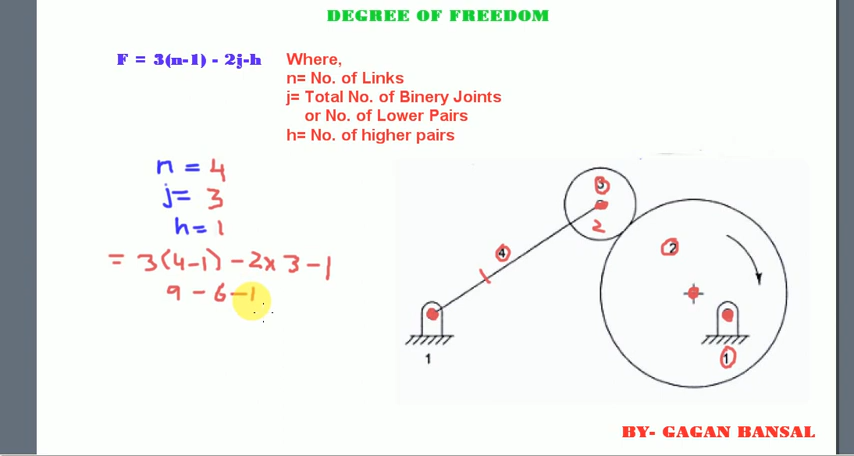 DEGREE OF FREEDOM
F = 3(n-1) - 2j-h
Where,
n= No. of Links
j= Total No. of Binery Joints
or No. of Lower Pairs
h= No. of higher pairs
n = 4
j= 3
h= 1
= 3(4-1) - 2x 3 - 1
9 - 6 - 1
3
2
4
2
1
1
BY- GAGAN BANSAL